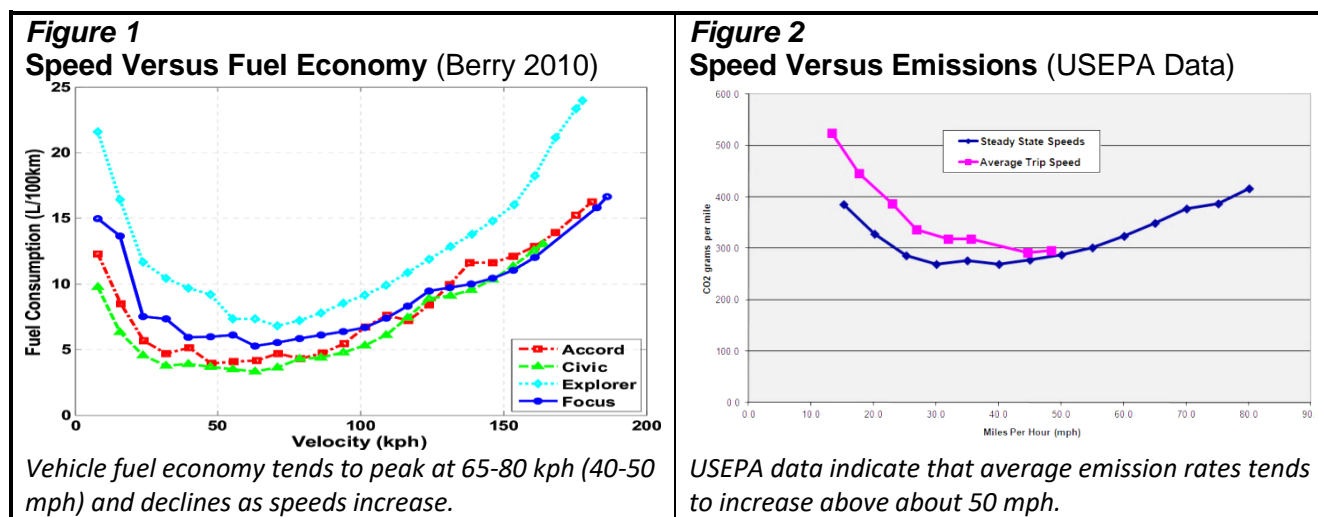 Figure 1
Speed Versus Fuel Economy (Berry 2010)
25
20
15
10
5
0
Fuel Consumption (L/100km)
0 50 100 150 200
Velocity (kph)
Accord
Civic
Explorer
Focus
Vehicle fuel economy tends to peak at 65-80 kph (40-50
mph) and declines as speeds increase.
Figure 2
Speed Versus Emissions (USEPA Data)
600.0
500.0
400.0
300.0
200.0
100.0
0.0
CO2 grams per mile
Steady State Speeds
Average Trip Speed
0.0 10.0 20.0 30.0 40.0 50.0 60.0 70.0 80.0 90
Miles Per Hour (mph)
USEPA data indicate that average emission rates tends
to increase above about 50 mph.